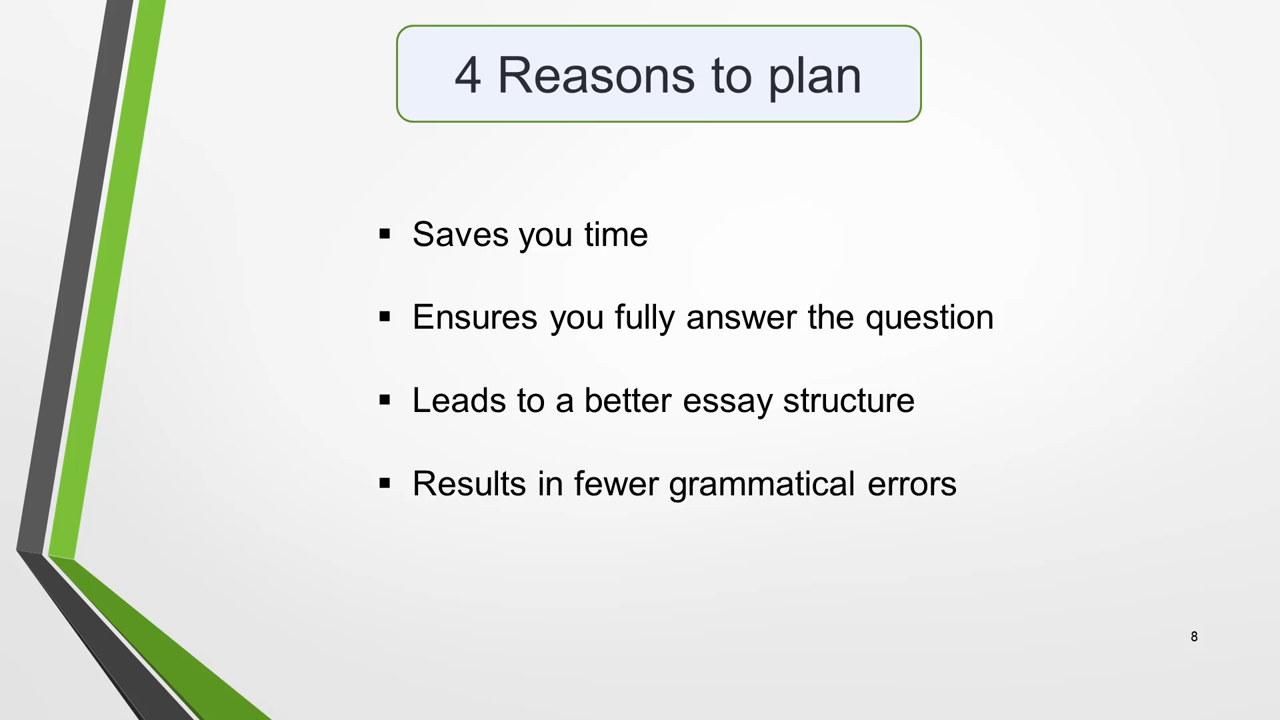 4 Reasons to plan
▪ Saves you time
▪ Ensures you fully answer the question
▪ Leads to a better essay structure
▪ Results in fewer grammatical errors
8